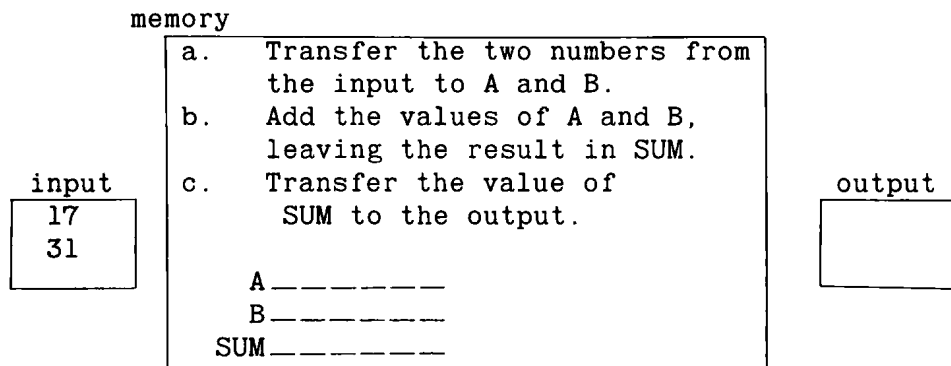 memory
a. Transfer the two numbers from
the input to A and B.
b. Add the values of A and B,
leaving the result in SUM.
c. Transfer the value of
SUM to the output.
input
17
31
A
B
SUM
output